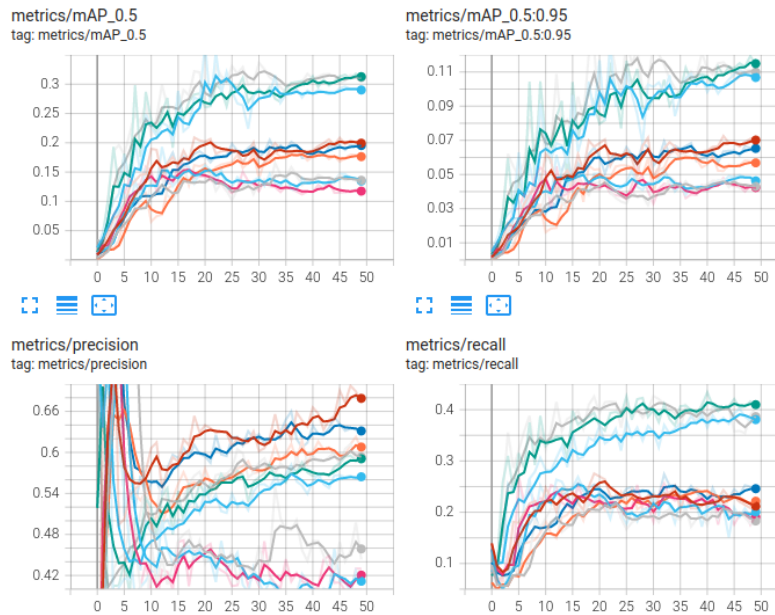 metrics/mAP_0.5
tag: metrics/mAP_0.5
0.3
0.25
0.2
0.15
0.1
0.05
0 5 10 15 20 25 30 35 40 45 50
metrics/mAP_0.5:0.95
tag: metrics/mAP_0.5:0.95
0.11
0.09
0.07
0.05
0.03
0.01
0 5 10 15 20 25 30 35 40 45 50
metrics/precision
tag: metrics/precision
0.66
0.6
0.54
0.48
0.42
0 5 10 15 20 25 30 35 40 45 50
metrics/recall
tag: metrics/recall
0.4
0.3
0.2
0.1
0 5 10 15 20 25 30 35 40 45 50